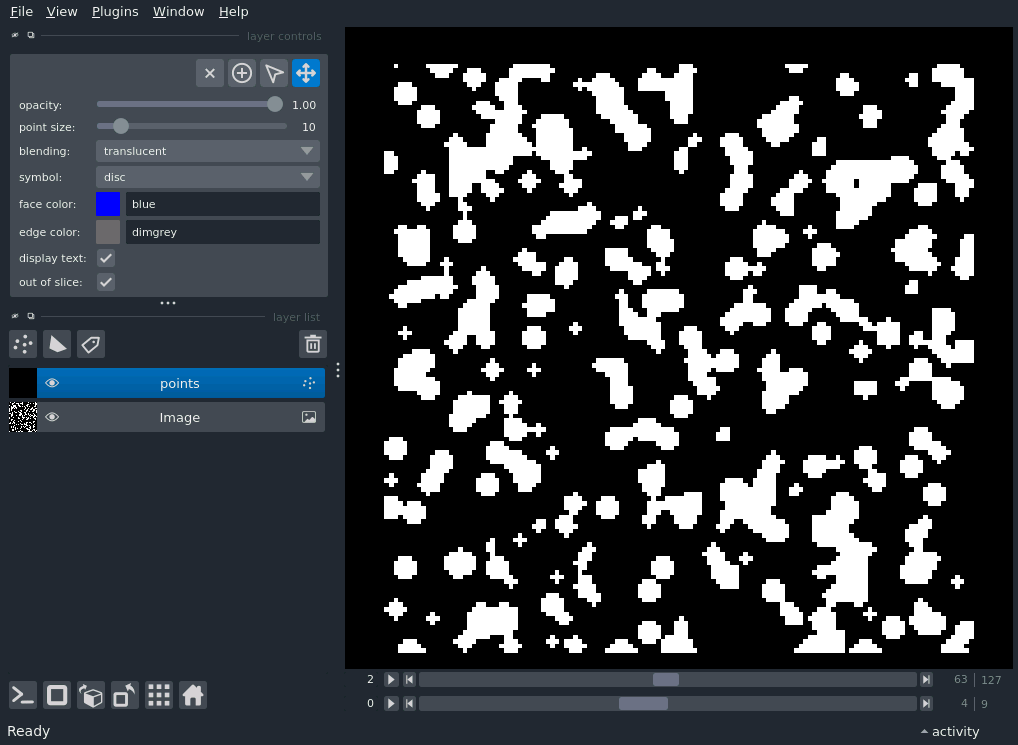 File View Plugins Window Help
layer controls
opacity: 1.00
point size: 10
blending: translucent
symbol: disc
face color: blue
edge color: dimgrey
display text:
out of slice:
layer list
points
Image
2 63 127
0 4 9
Ready activity